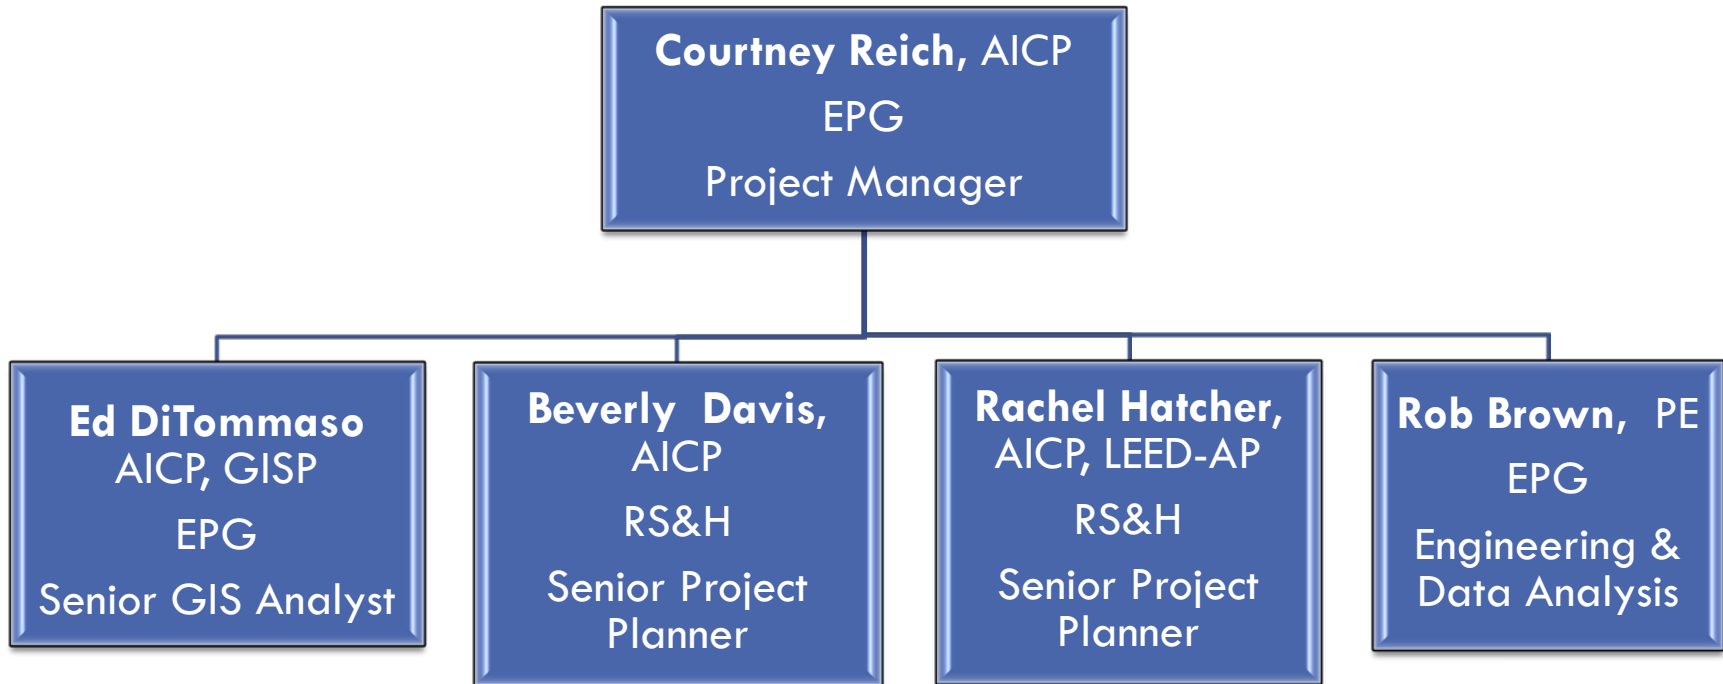 Courtney Reich, AICP
EPG
Project Manager
Ed DiTommaso
AICP, GISP
EPG
Senior GIS Analyst
Beverly Davis,
AICP
RS&H
Senior Project
Planner
Rachel Hatcher,
AICP, LEED-AP
RS&H
Senior Project
Planner
Rob Brown, PE
EPG
Engineering &
Data Analysis